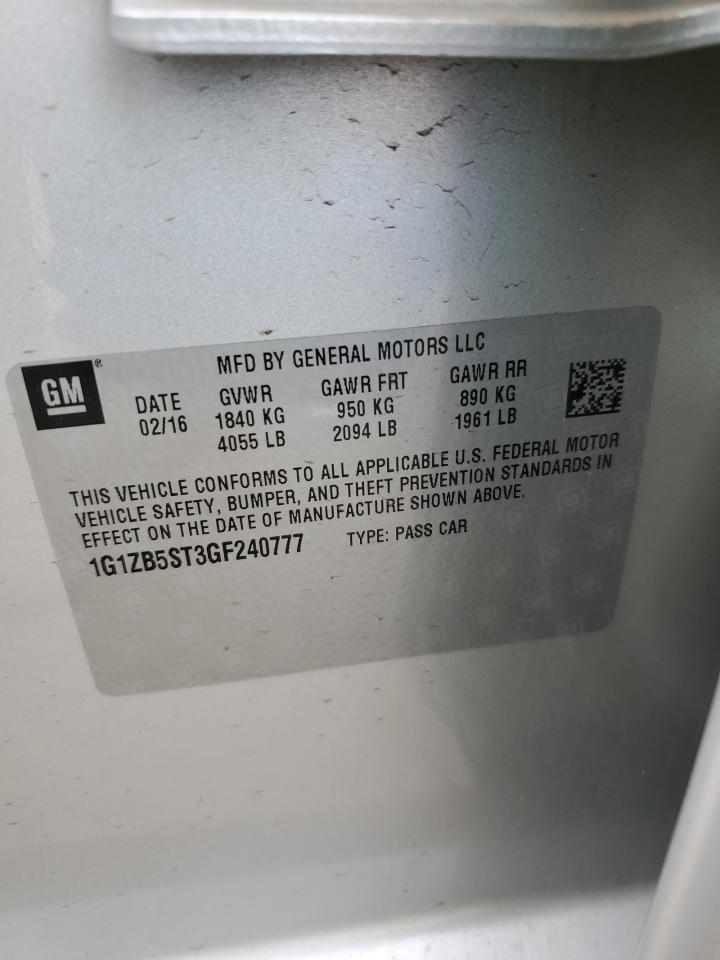 MFD BY GENERAL MOTORS LLC
GM®
DATE GVWR GAWR FRT GAWR RR
02/16 1840 KG 950 KG 890 KG
4055 LB 2094 LB 1961 LB
THIS VEHICLE CONFORMS TO ALL APPLICABLE U.S. FEDERAL MOTOR
VEHICLE SAFETY, BUMPER, AND THEFT PREVENTION STANDARDS IN
EFFECT ON THE DATE OF MANUFACTURE SHOWN ABOVE.
1G1ZB5ST3GF240777 TYPE: PASS CAR